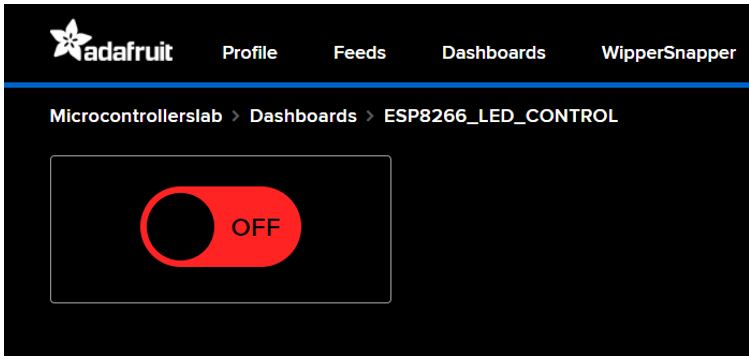 adafruit Profile Feeds Dashboards WipperSnapper
Microcontrollerslab > Dashboards > ESP8266_LED_CONTROL
OFF